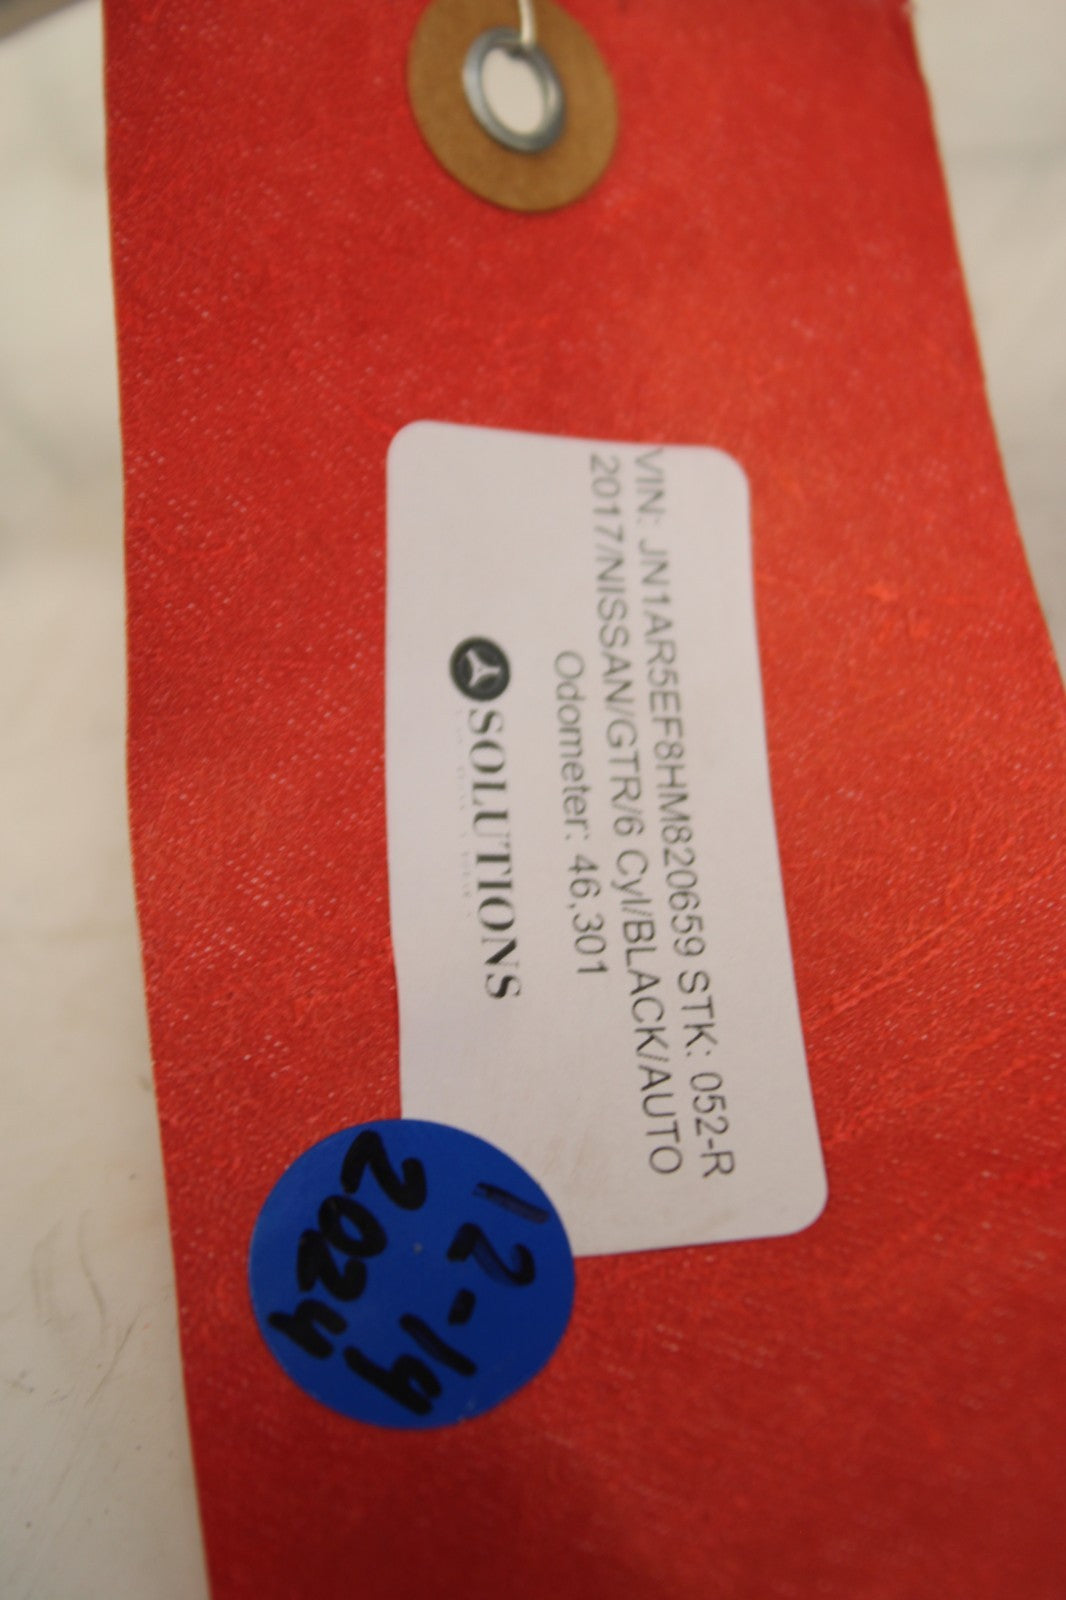 VIN: JN1AR5EF8HM820659 STK: 052-R
2017/NISSAN/GTR/6 Cyl/BLACK/AUTO
Odometer: 46,301
SOLUTIONS
12-19
2024